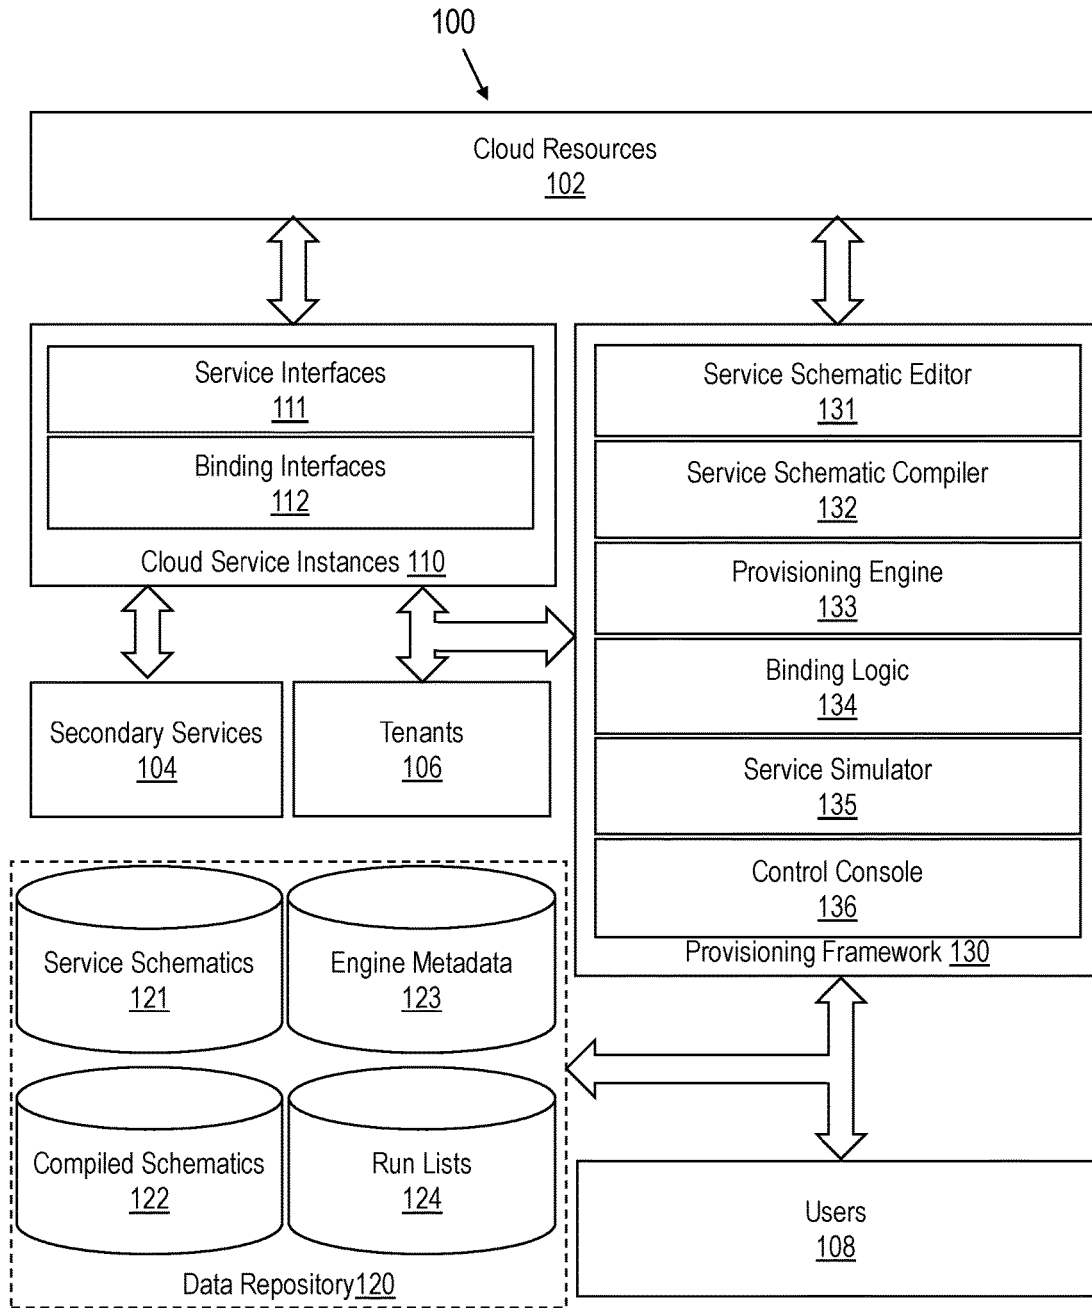 100
Cloud Resources
102
Service Interfaces
111
Binding Interfaces
112
Cloud Service Instances 110
Service Schematic Editor
131
Service Schematic Compiler
132
Provisioning Engine
133
Binding Logic
134
Service Simulator
135
Control Console
136
Provisioning Framework 130
Secondary Services
104
Tenants
106
Service Schematics
121
Engine Metadata
123
Compiled Schematics
122
Run Lists
124
Data Repository120
Users
108